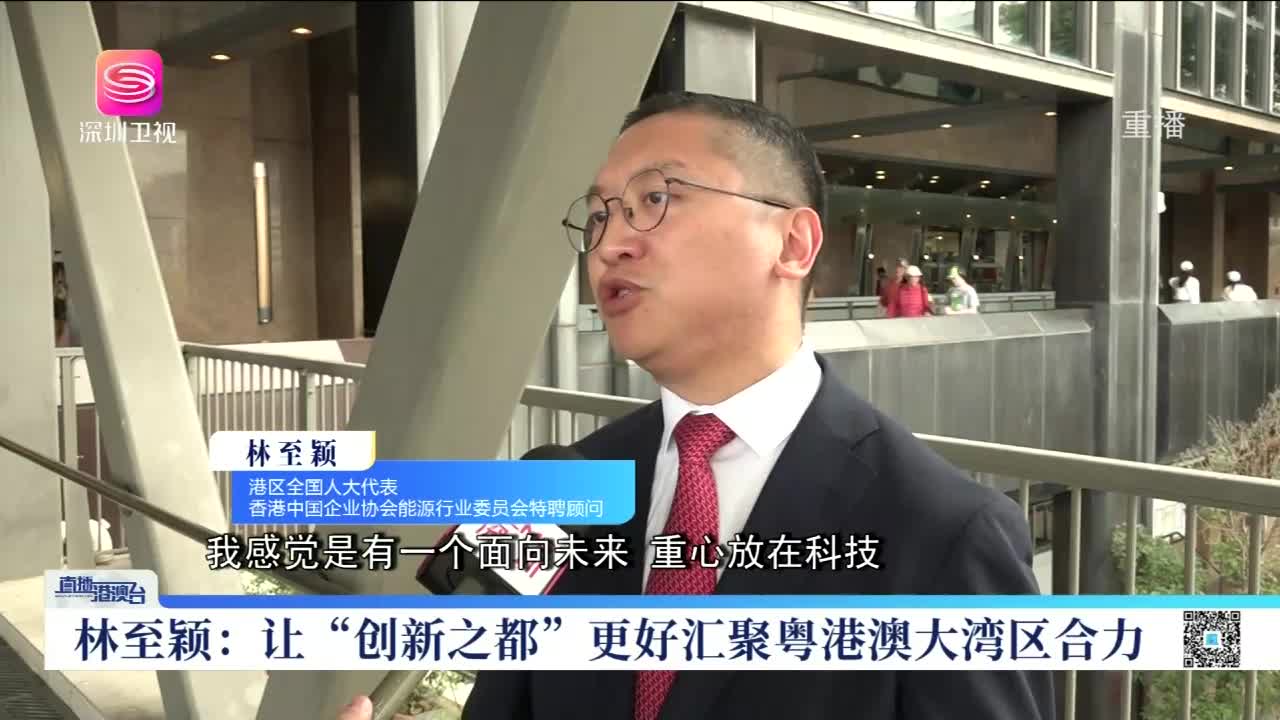 深圳卫视
重播
林至颖
港区全国人大代表
香港中国企业协会能源行业委员会特聘顾问
我感觉是有一个面向未来 重心放在科技
直播港澳台
林至颖：让“创新之都”更好汇聚粤港澳大湾区合力